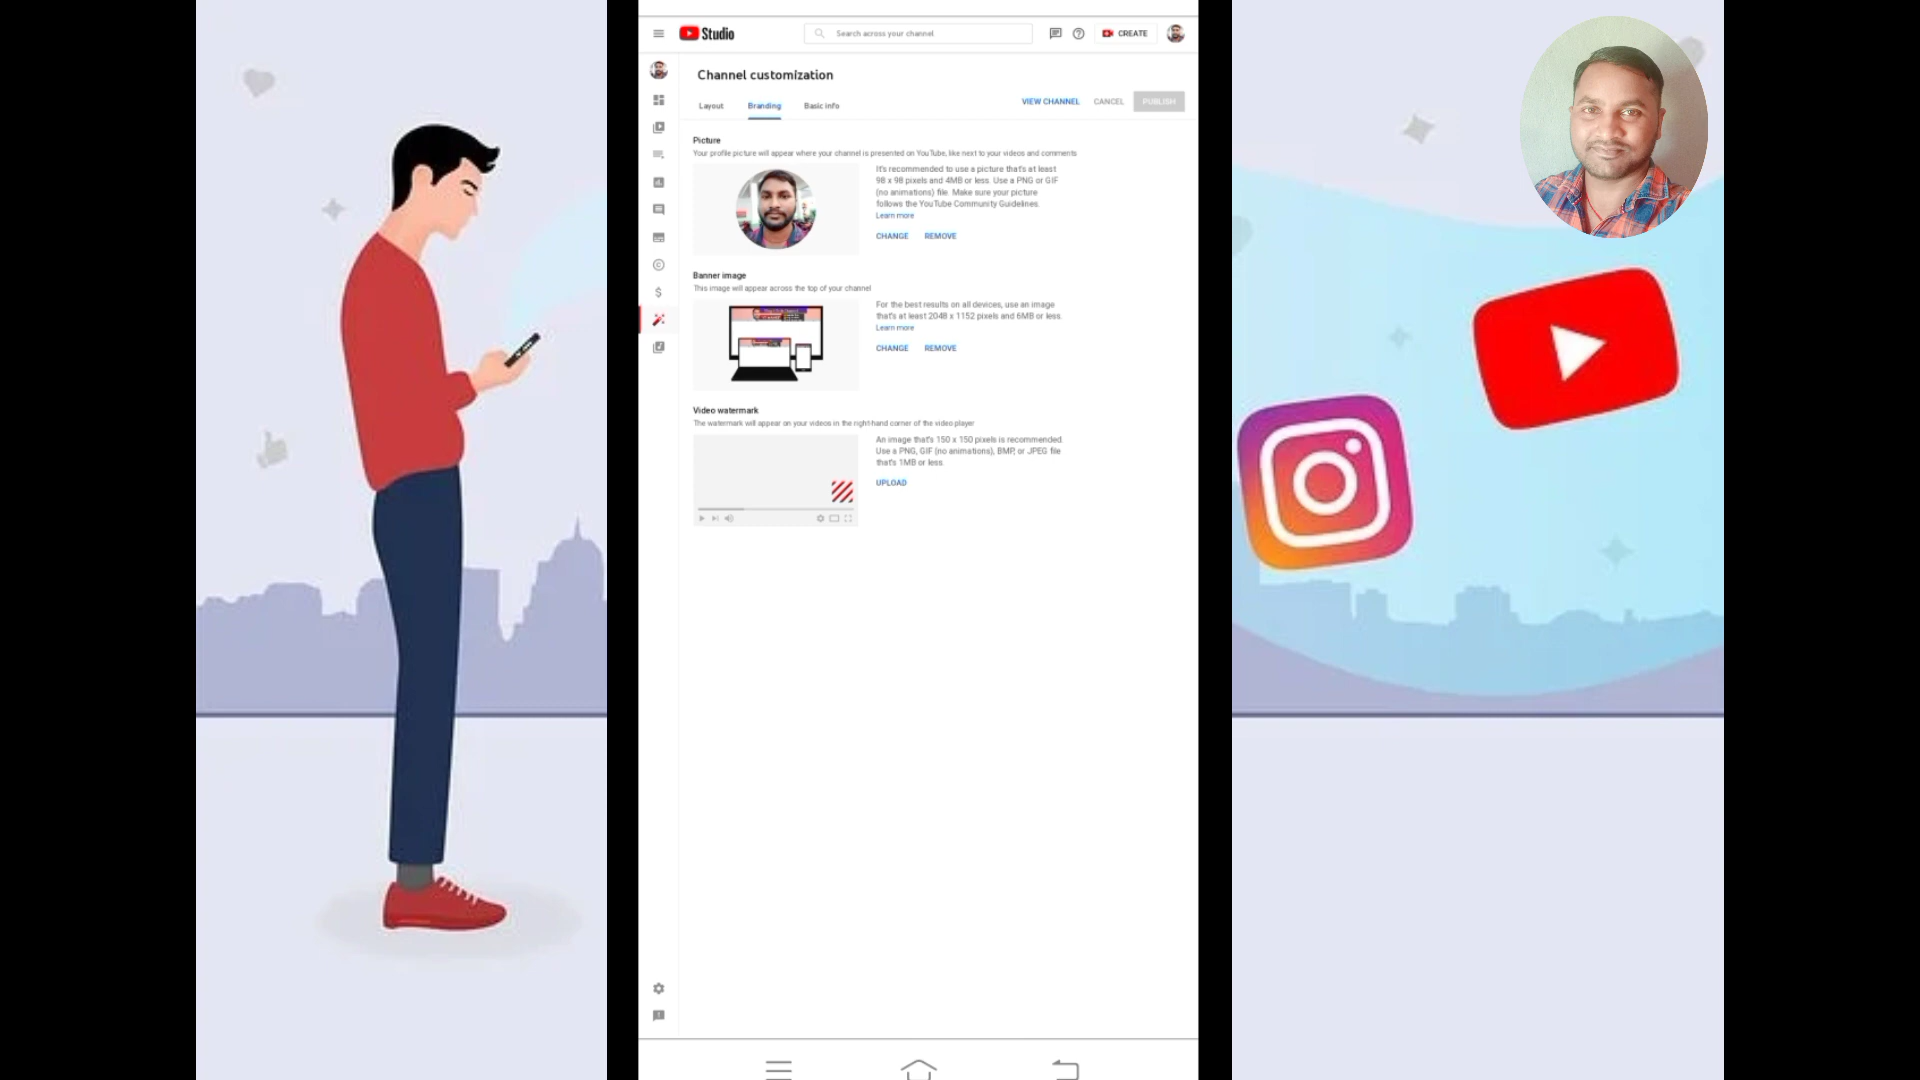 Studio
Search across your channel
CREATE
Channel customization
Layout
Branding
Basic info
VIEW CHANNEL
CANCEL
PUBLISH
Picture
Your profile picture will appear where your channel is presented on YouTube, like next to your videos and comments
It's recommended to use a picture that's at least
98 x 98 pixels and 4MB or less. Use a PNG or GIF
(no animations) file. Make sure your picture
follows the YouTube Community Guidelines.
Learn more
CHANGE
REMOVE
Banner image
This image will appear across the top of your channel
For the best results on all devices, use an image
that's at least 2048 x 1152 pixels and 6MB or less.
Learn more
CHANGE
REMOVE
Video watermark
The watermark will appear on your videos in the right-hand corner of the video player
An image that's 150 x 150 pixels is recommended.
Use a PNG, GIF (no animations), BMP, or JPEG file
that's 1MB or less.
UPLOAD